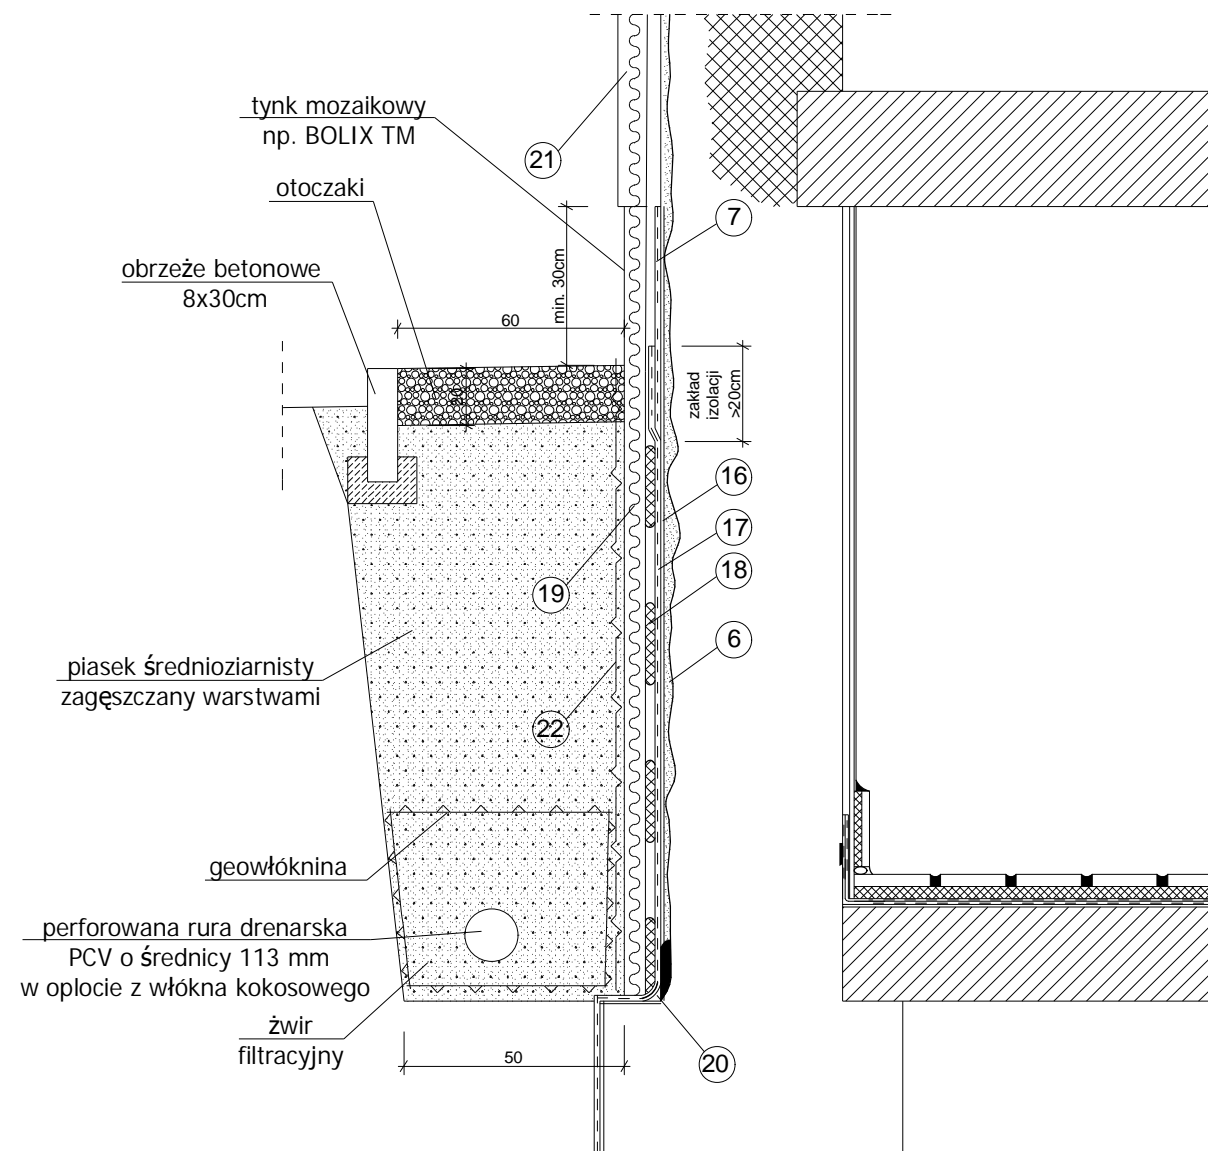 tynk mozaikowy
np. BOLIX TM
21
otoczaki
7
obrzeże betonowe
8x30cm
min. 30cm
60
20
zakład
izolacji
>20cm
16
17
18
19
6
piasek średnioziarnisty
zagęszczany warstwami
22
geowłóknina
perforowana rura drenarska
PCV o średnicy 113 mm
w oplocie z włókna kokosowego
żwir
filtracyjny
50
20